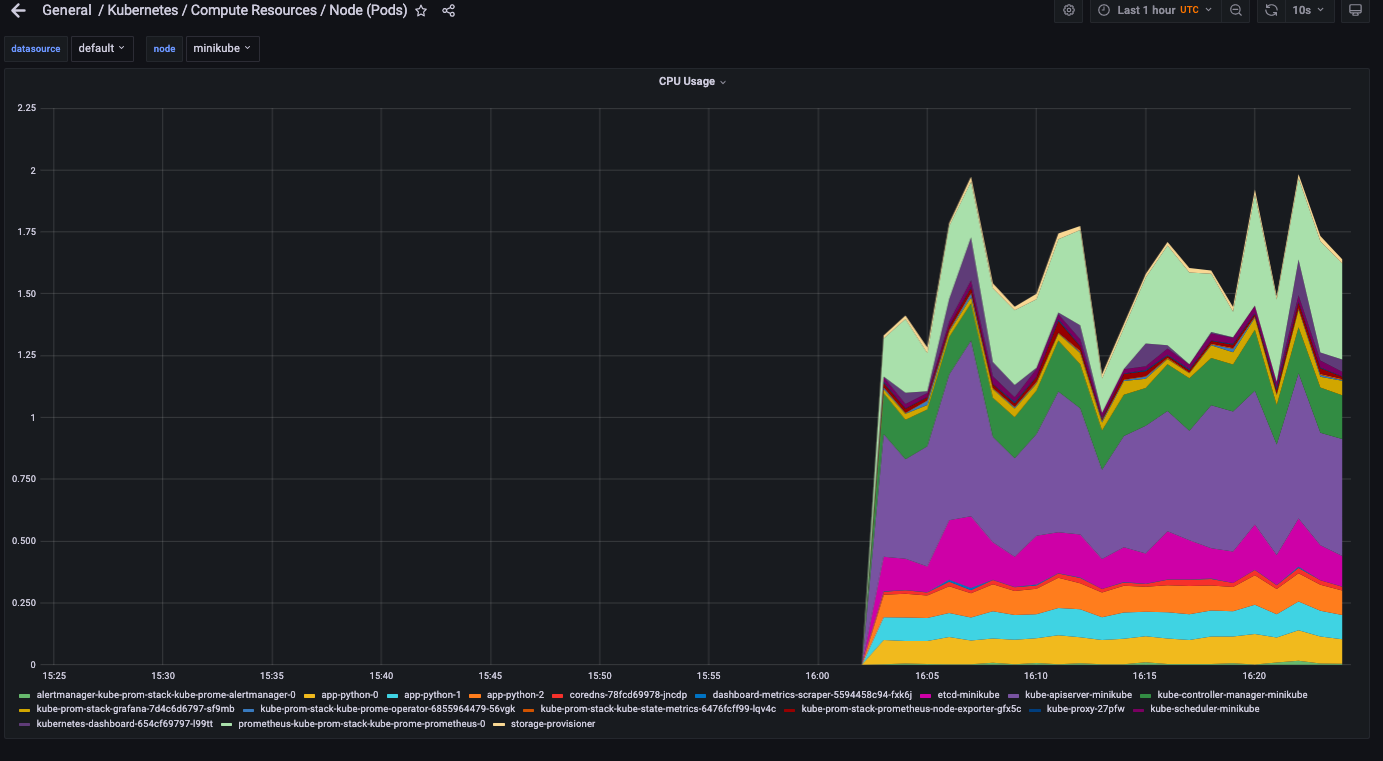 General / Kubernetes / Compute Resources / Node (Pods)
Last 1 hour UTC
10s
datasource default node minikube
CPU Usage
2.25
2
1.75
1.50
1.25
1
0.750
0.500
0.250
0
15:25 15:30 15:35 15:40 15:45 15:50 15:55 16:00 16:05 16:10 16:15 16:20
alertmanager-kube-prom-stack-kube-prome-alertmanager-0 app-python-0 app-python-1 app-python-2 coredns-78fcd69978-jncdp dashboard-metrics-scraper-5594458c94-fxk6j etcd-minikube kube-apiserver-minikube kube-controller-manager-minikube
kube-prom-stack-grafana-7d4c6d6797-sf9mb kube-prom-stack-kube-prome-operator-6855964479-56vgk kube-prom-stack-kube-state-metrics-6476fcff99-lqv4c kube-prom-stack-prometheus-node-exporter-gfx5c kube-proxy-27pfw kube-scheduler-minikube
kubernetes-dashboard-654cf69797-l99tt prometheus-kube-prom-stack-kube-prome-prometheus-0 storage-provisioner